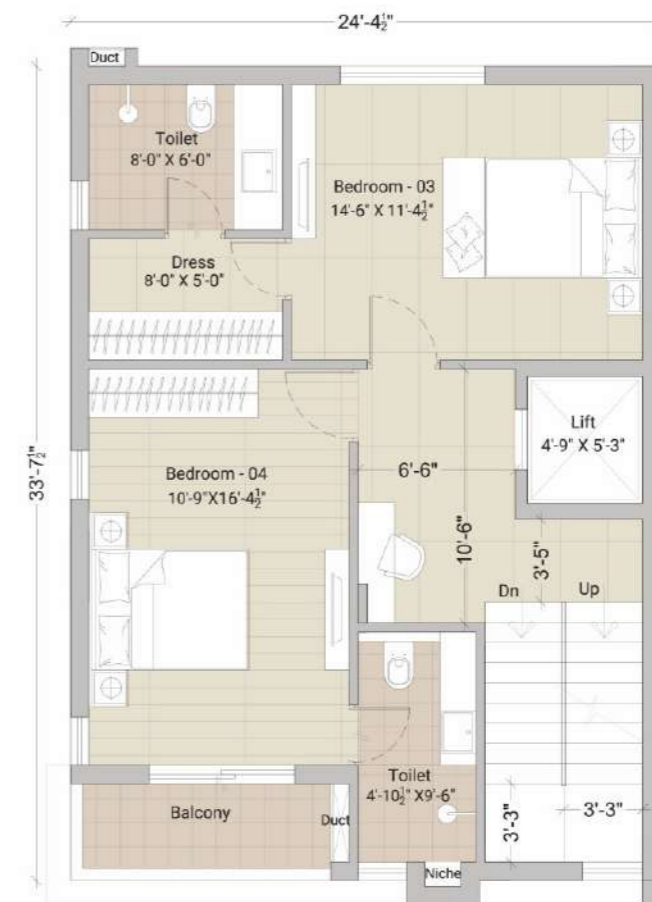 24'-4½"
Duct
Toilet
8'-0" X 6'-0"
Bedroom - 03
14'-6" X 11'-4½"
Dress
8'-0" X 5'-0"
Lift
4'-9" X 5'-3"
33'-7½"
6'-6"
Bedroom - 04
10'-9"X16'-4½"
10'-6"
3'-5"
Dn
Up
Toilet
4'-10½" X9'-6"
Balcony
Duct
3'-3"
3'-3"
Niche